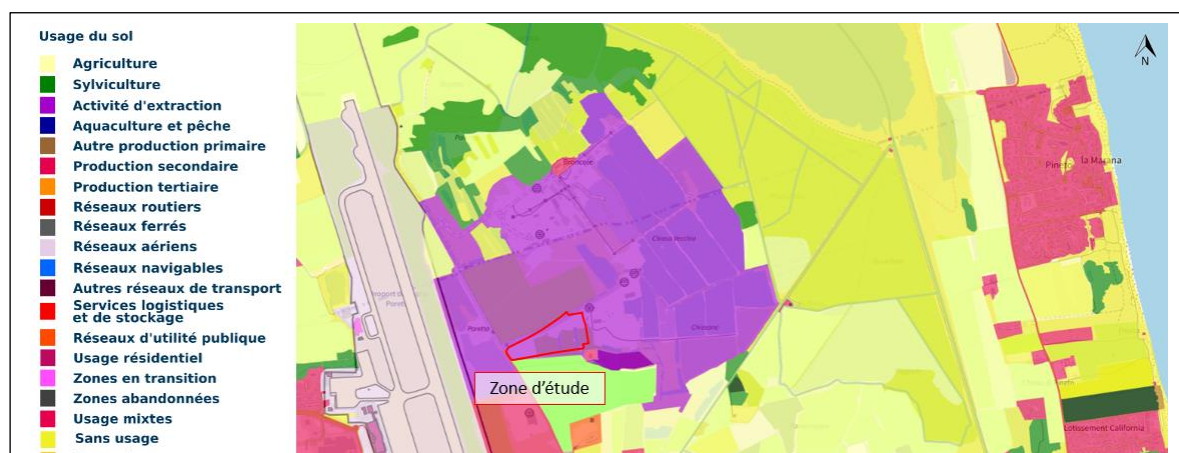 Usage du sol
Agriculture
Sylviculture
Activité d'extraction
Aquaculture et pêche
Autre production primaire
Production secondaire
Production tertiaire
Réseaux routiers
Réseaux ferrés
Réseaux aériens
Réseaux navigables
Autres réseaux de transport
Services logistiques
et de stockage
Réseaux d'utilité publique
Usage résidentiel
Zones en transition
Zones abandonnées
Usage mixtes
Sans usage
N
Pineto
la Marana
Poretto
Zone d'étude
Lotissement California